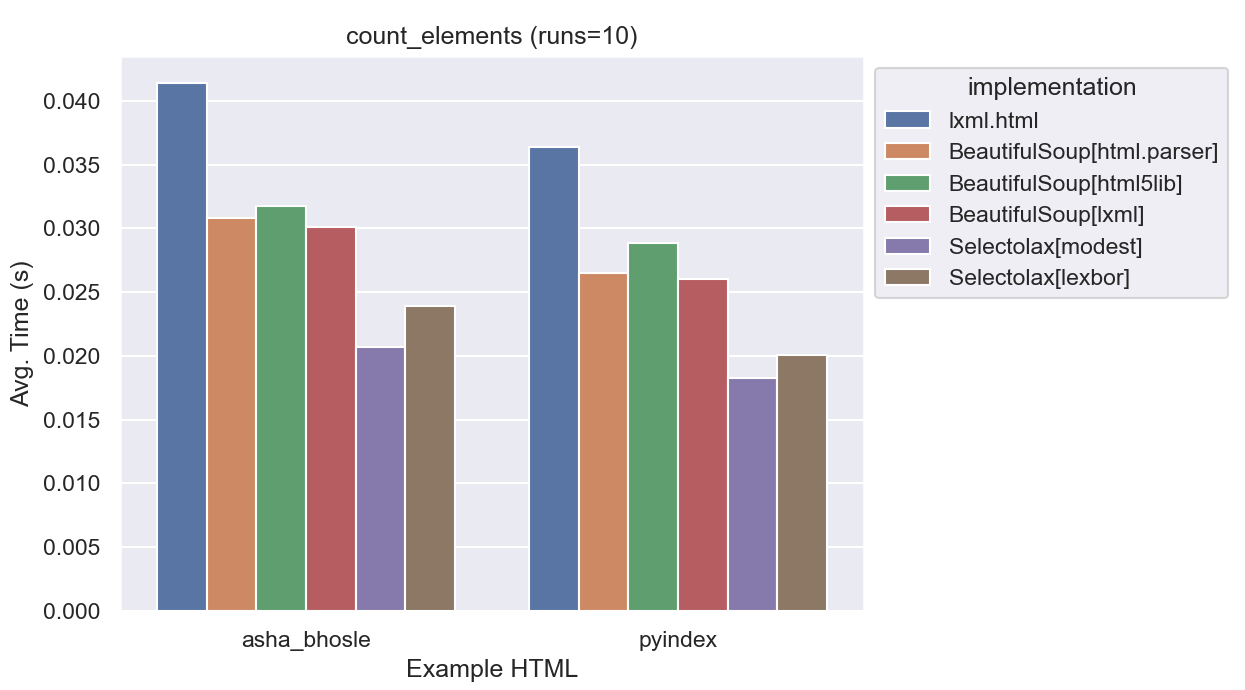 count_elements (runs=10)
Avg. Time (s)
0.040
0.035
0.030
0.025
0.020
0.015
0.010
0.005
0.000
asha_bhosle
pyindex
Example HTML
implementation
lxml.html
BeautifulSoup[html.parser]
BeautifulSoup[html5lib]
BeautifulSoup[lxml]
Selectolax[modest]
Selectolax[lexbor]